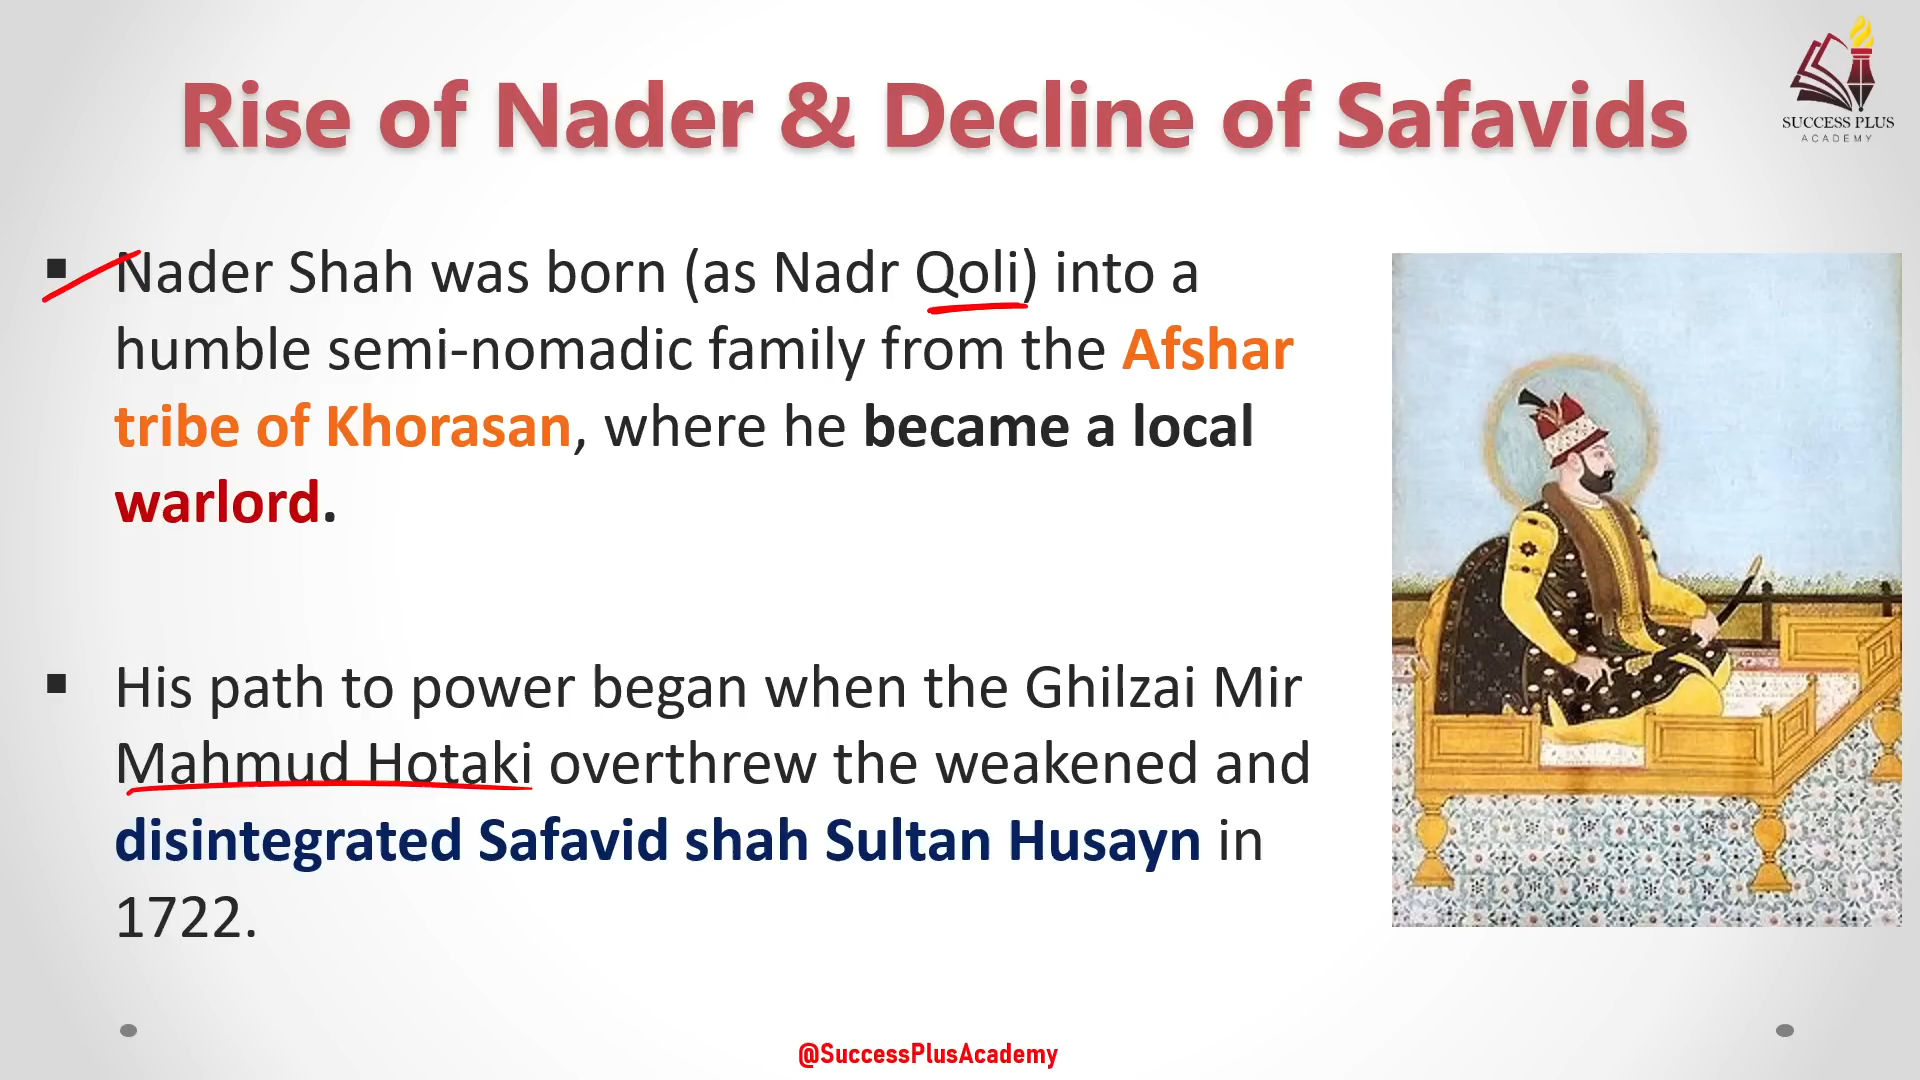 Rise of Nader & Decline of Safavids
SUCCESS PLUS
ACADEMY
▪ Nader Shah was born (as Nadr Qoli) into a
humble semi-nomadic family from the Afshar
tribe of Khorasan, where he became a local
warlord.
▪ His path to power began when the Ghilzai Mir
Mahmud Hotaki overthrew the weakened and
disintegrated Safavid shah Sultan Husayn in
1722.
@SuccessPlusAcademy